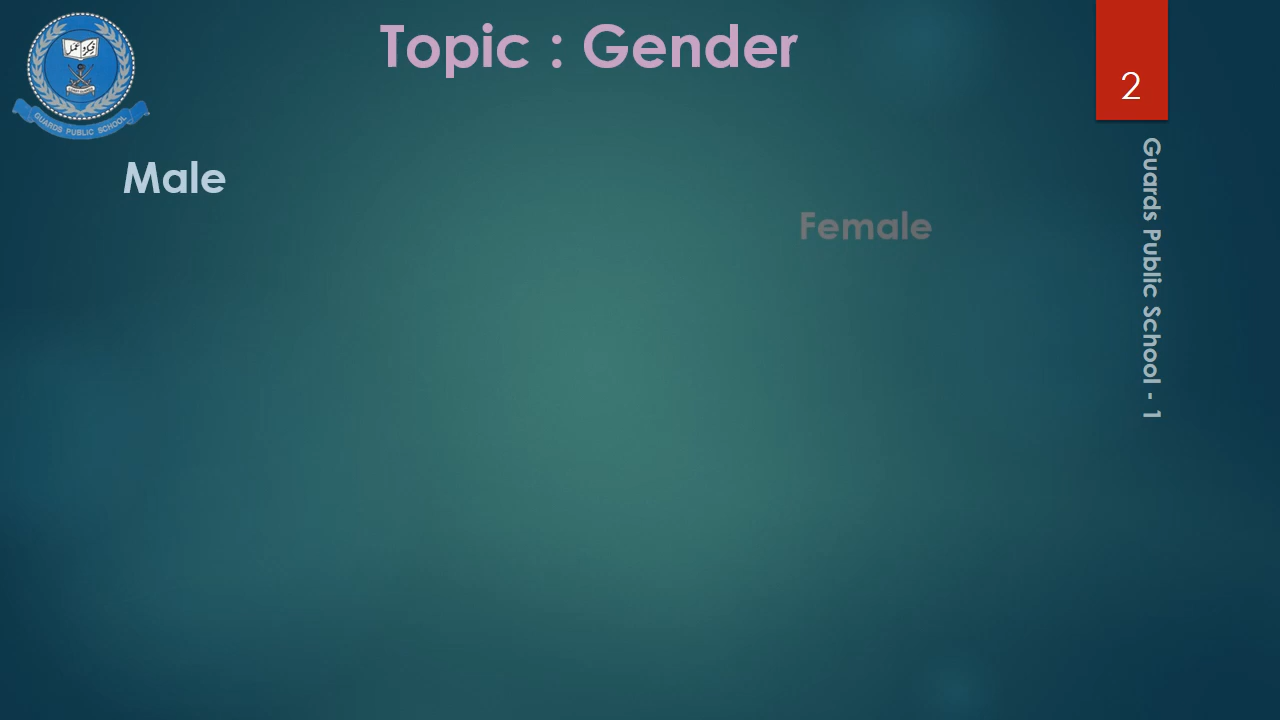 Topic : Gender
2
Male
Female
GUARDS PUBLIC SCHOOL
Guards Public School - 1